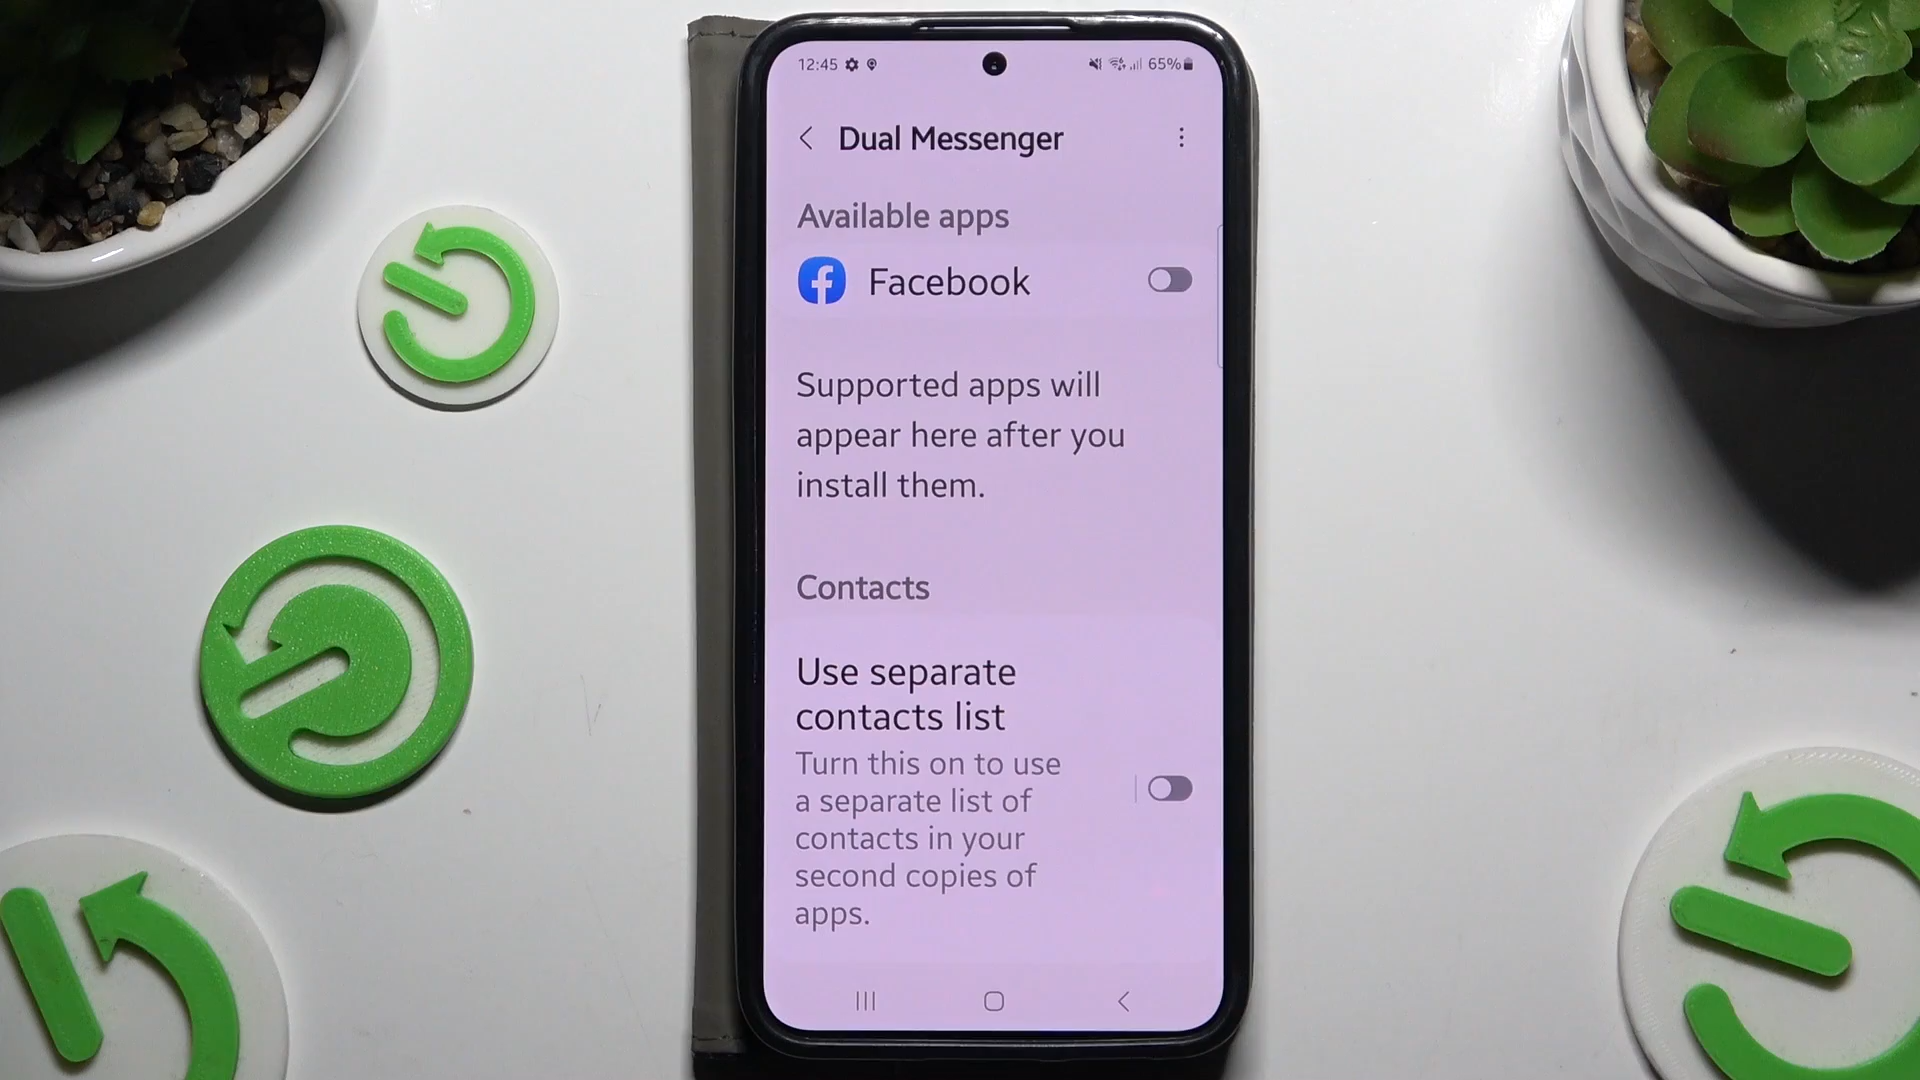 12:45
65%
Dual Messenger
Available apps
Facebook
Supported apps will
appear here after you
install them.
Contacts
Use separate
contacts list
Turn this on to use
a separate list of
contacts in your
second copies of
apps.